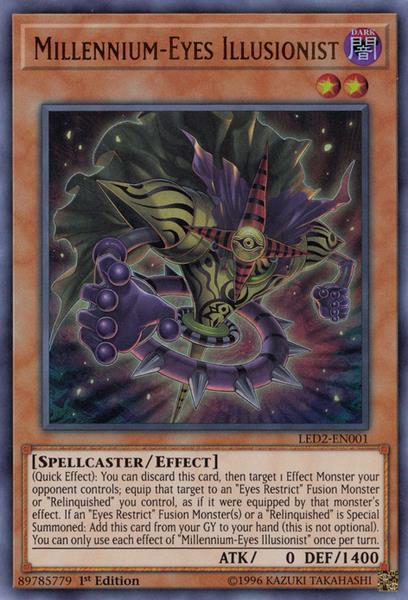 MILLENNIUM-EYES ILLUSIONIST
DARK
闇
LED2-EN001
[SPELLCASTER/EFFECT]
(Quick Effect): You can discard this card, then target 1 Effect Monster your
opponent controls; equip that target to an "Eyes Restrict" Fusion Monster
or "Relinquished" you control, as if it were equipped by that monster's
effect. If an "Eyes Restrict" Fusion Monster(s) or a "Relinquished" is Special
Summoned: Add this card from your GY to your hand (this is not optional).
You can only use each effect of "Millennium-Eyes Illusionist" once per turn.
ATK/ 0 DEF/1400
89785779 1st Edition ©1996 KAZUKI TAKAHASHI